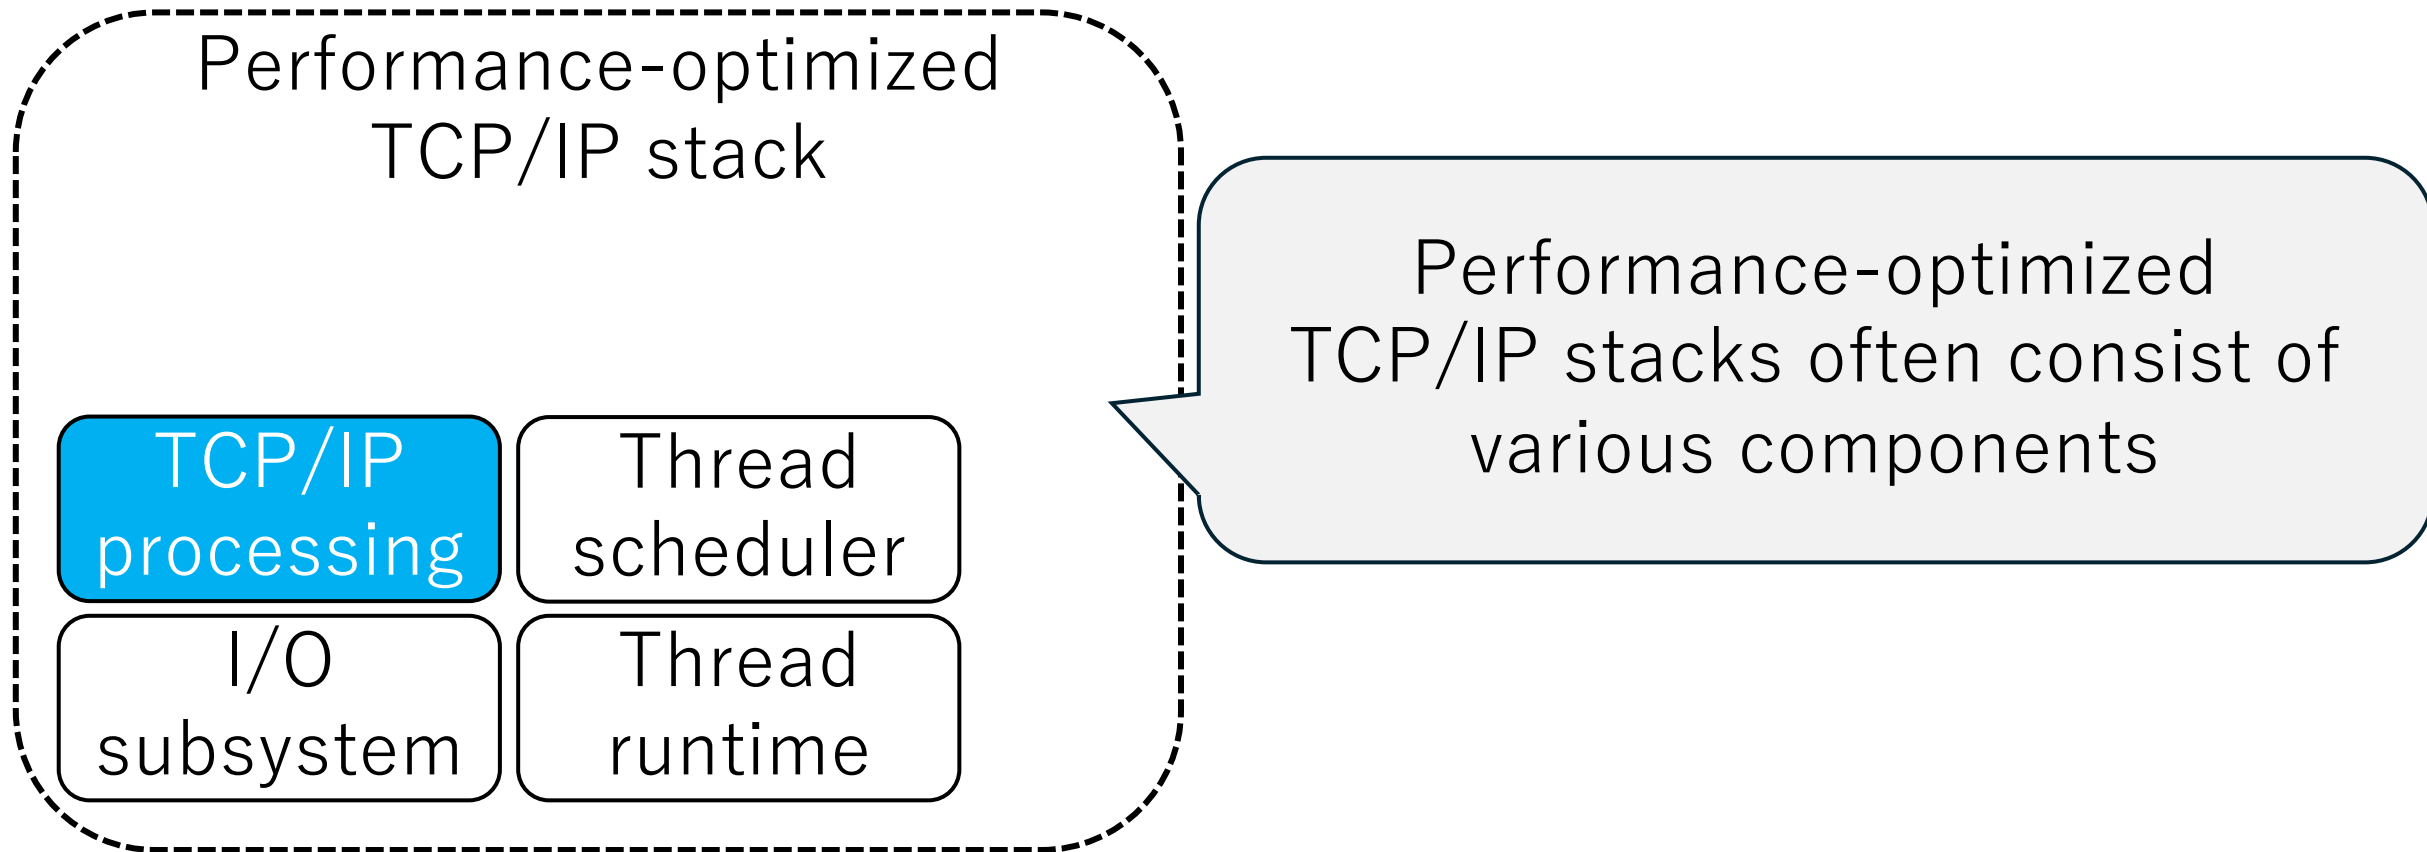 Performance-optimized
TCP/IP stack
TCP/IP
processing
Thread
scheduler
I/O
subsystem
Thread
runtime
Performance-optimized
TCP/IP stacks often consist of
various components